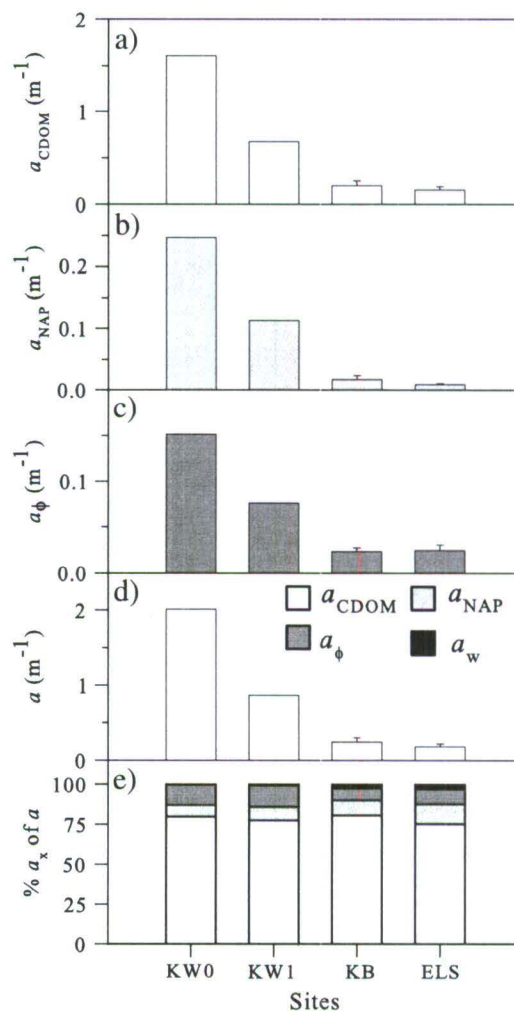 a)
2
1
0
a_CDOM (m⁻¹)
b)
0.2
0.1
0.0
a_NAP (m⁻¹)
c)
0.1
0.0
a_ϕ (m⁻¹)
d)
a_CDOM a_NAP
a_ϕ a_w
2
1
0
a (m⁻¹)
e)
100
75
50
25
0
% a_x of a
KW0 KW1 KB ELS
Sites